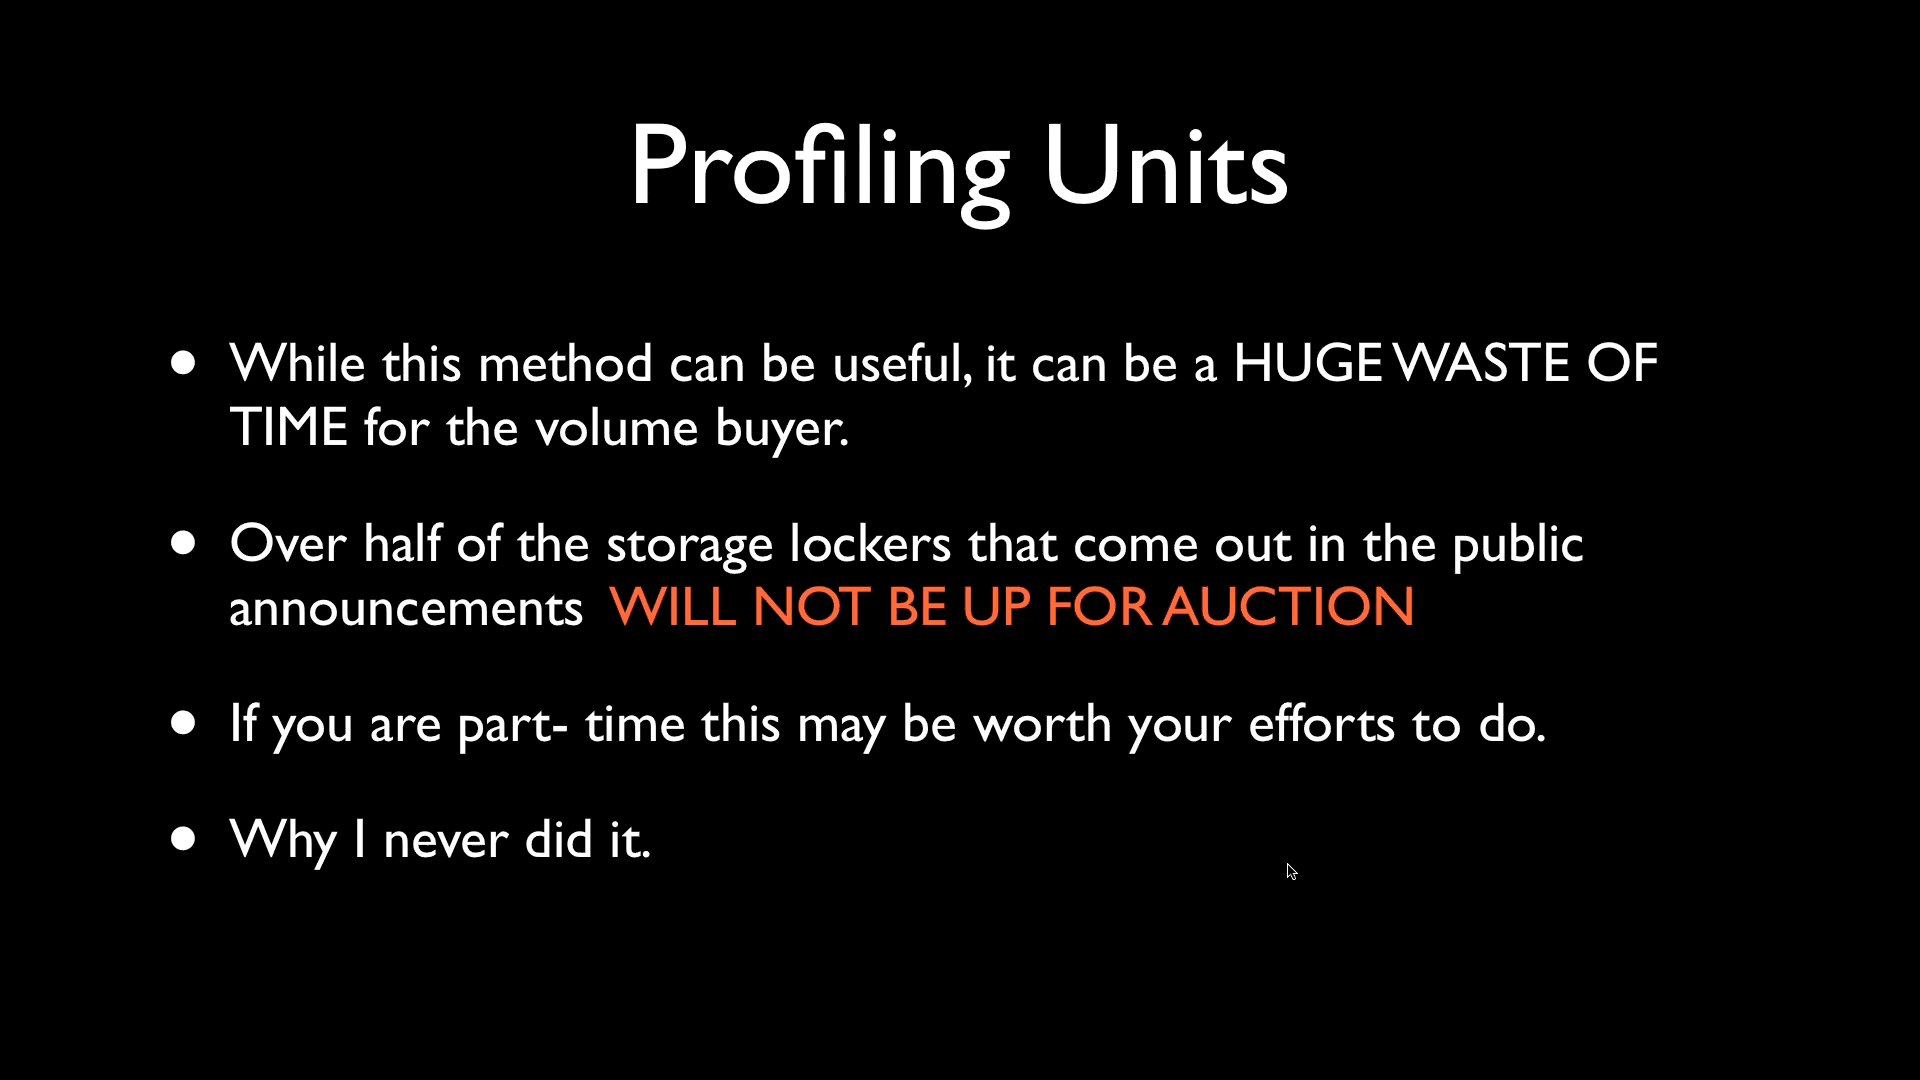 Profiling Units
• While this method can be useful, it can be a HUGE WASTE OF
TIME for the volume buyer.
• Over half of the storage lockers that come out in the public
announcements WILL NOT BE UP FOR AUCTION
• If you are part- time this may be worth your efforts to do.
• Why I never did it.